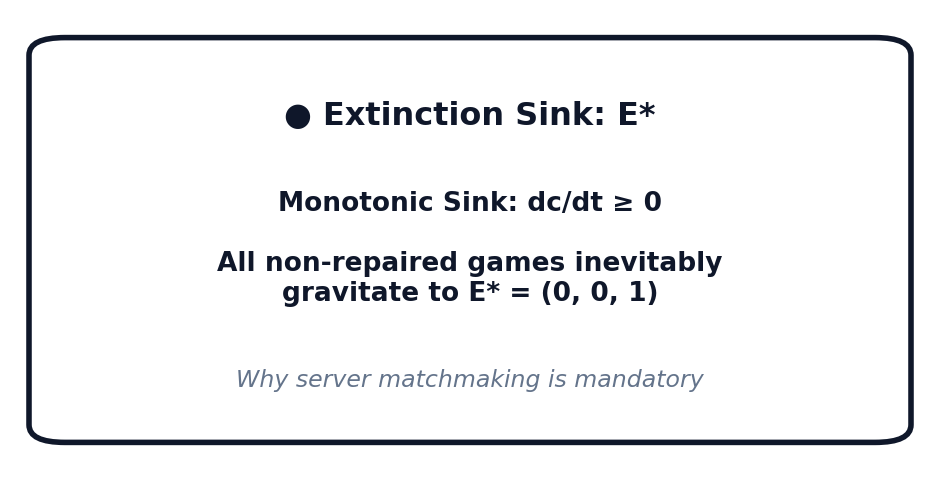 ● Extinction Sink: E*
Monotonic Sink: dc/dt ≥ 0
All non-repaired games inevitably
gravitate to E* = (0, 0, 1)
Why server matchmaking is mandatory